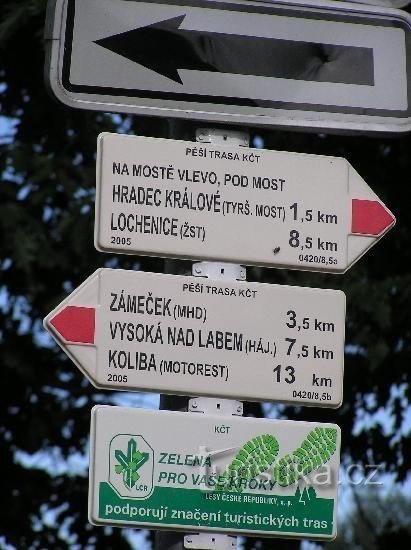 PĚŠÍ TRASA KČT
NA MOSTĚ VLEVO, POD MOST
HRADEC KRÁLOVÉ (TYRŠ. MOST) 1,5 km
LOCHENICE (ŽST) 8,5 km
2005 0420/8,5a
PĚŠÍ TRASA KČT
ZÁMEČEK (MHD) 3,5 km
VYSOKÁ NAD LABEM (HÁJ.) 7,5 km
KOLIBA (MOTOREST) 13 km
2005 0420/8,5b
KČT
ZELENÁ
PRO VAŠE KROKY
LČR
LESY ČESKÉ REPUBLIKY, s. p.
podporují značení turistických tras
Turistika.cz